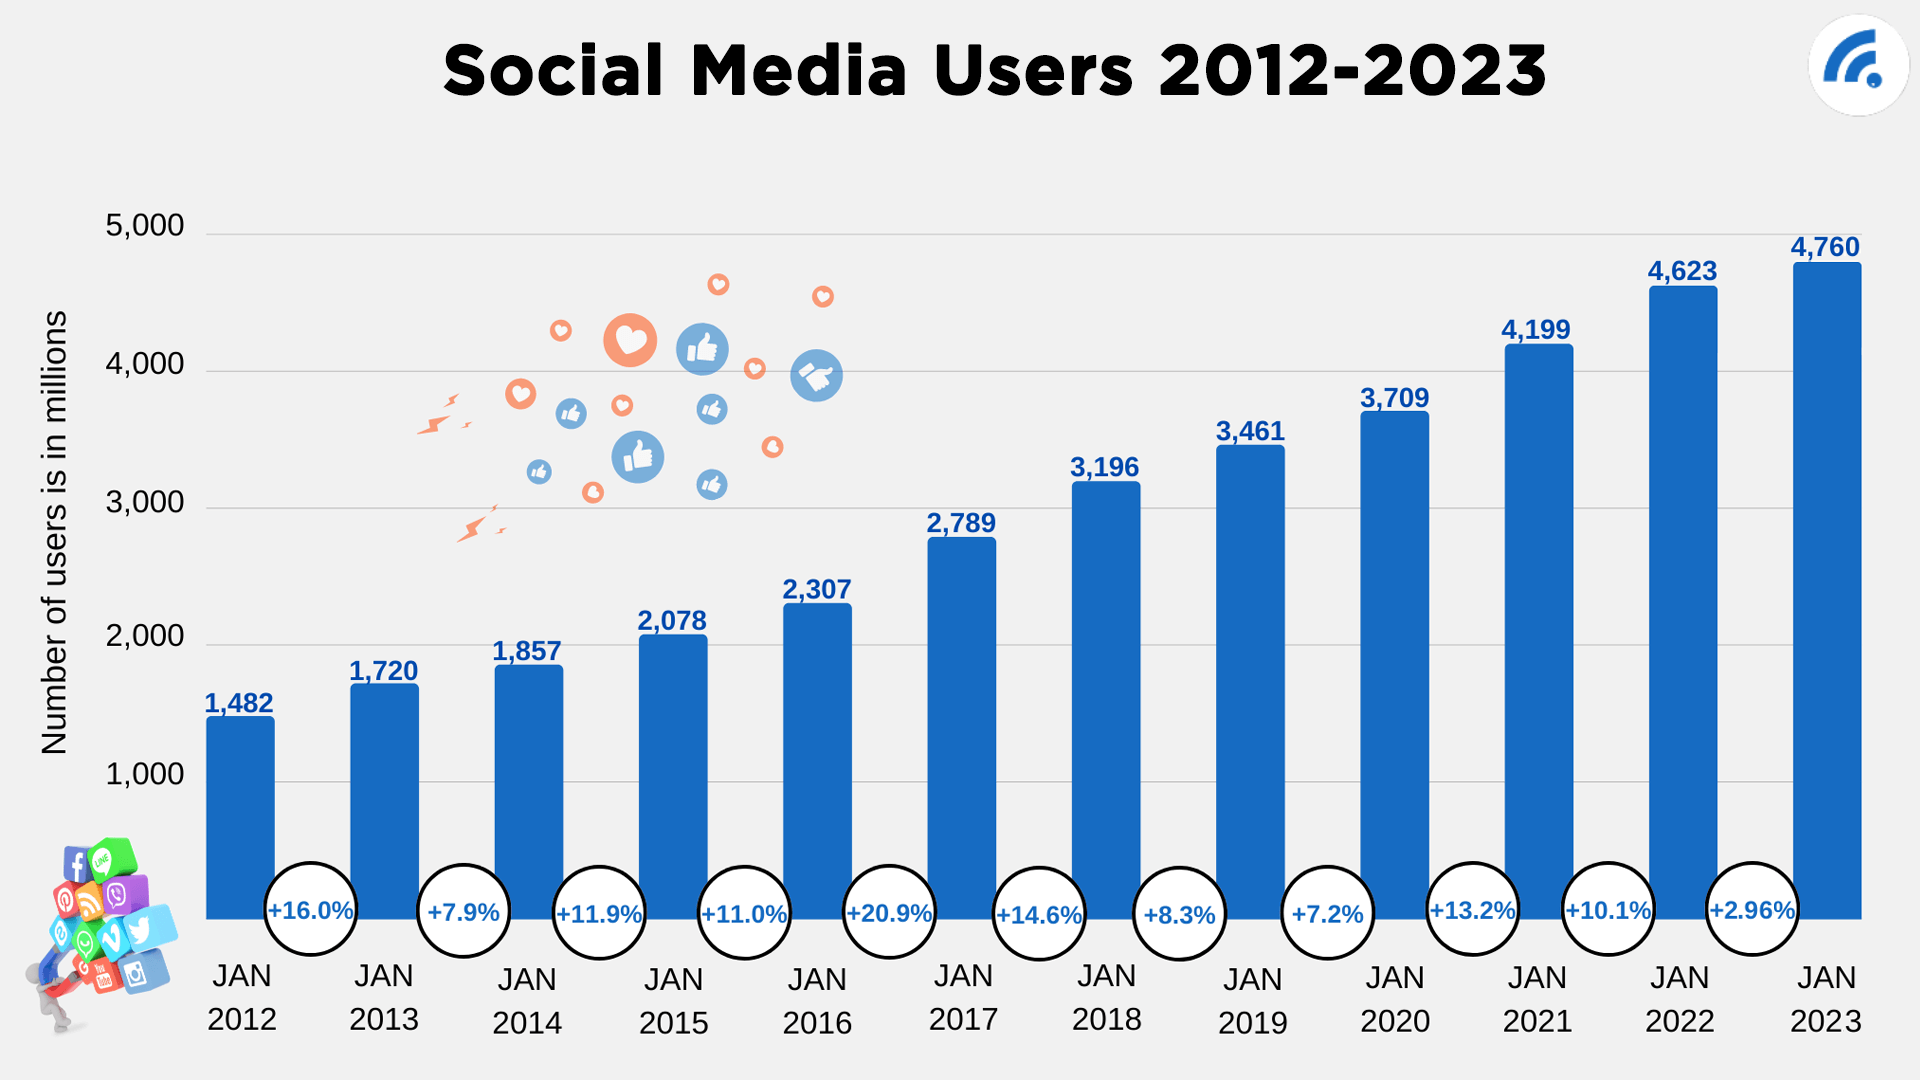 Social Media Users 2012-2023
Number of users is in millions
5,000
4,000
3,000
2,000
1,000
1,482
1,720
1,857
2,078
2,307
2,789
3,196
3,461
3,709
4,199
4,623
4,760
+16.0%
+7.9%
+11.9%
+11.0%
+20.9%
+14.6%
+8.3%
+7.2%
+13.2%
+10.1%
+2.96%
JAN
2012
JAN
2013
JAN
2014
JAN
2015
JAN
2016
JAN
2017
JAN
2018
JAN
2019
JAN
2020
JAN
2021
JAN
2022
JAN
2023
LINE
You
Tube